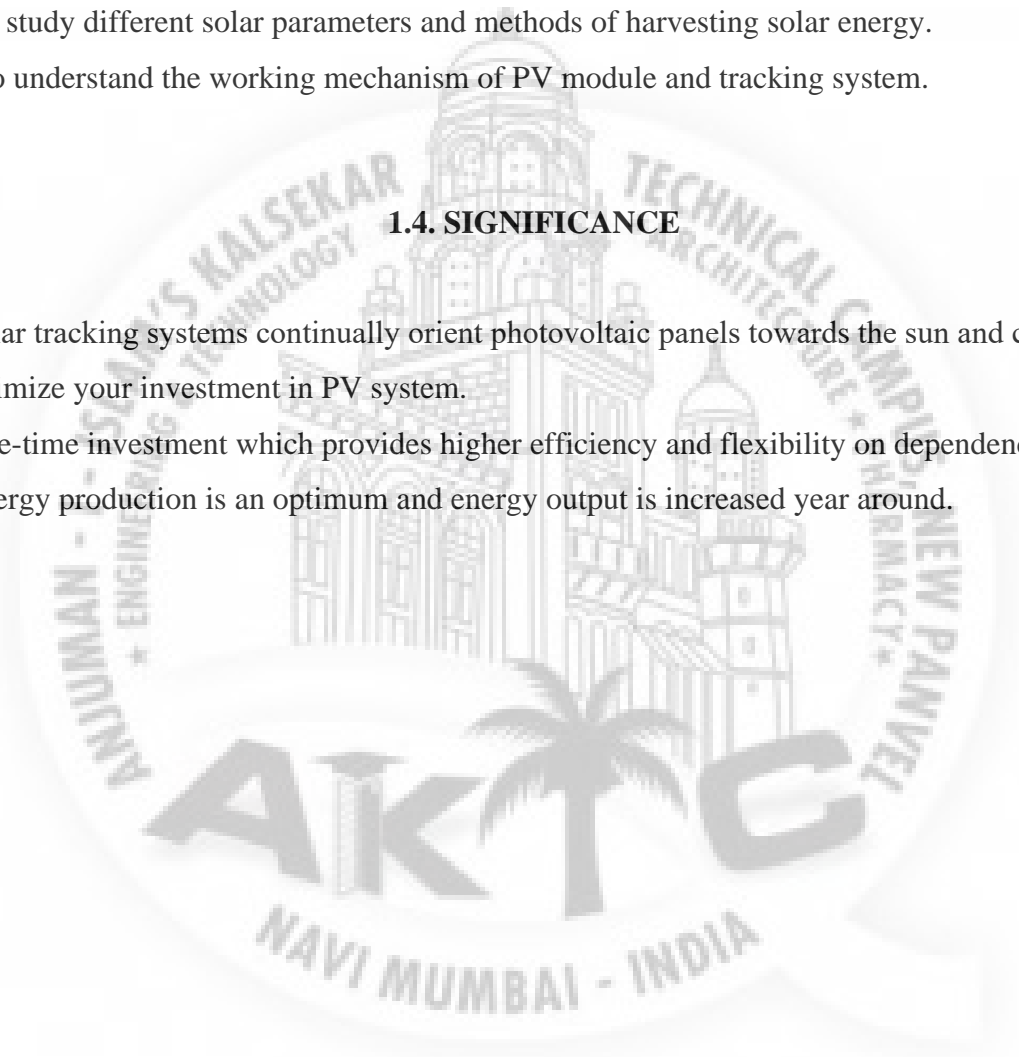 study different solar parameters and methods of harvesting solar energy.
o understand the working mechanism of PV module and tracking system.
1.4. SIGNIFICANCE
lar tracking systems continually orient photovoltaic panels towards the sun and c
imize your investment in PV system.
e-time investment which provides higher efficiency and flexibility on dependenc
ergy production is an optimum and energy output is increased year around.
ANJUMAN - I - ISLAM'S KALSEKAR TECHNICAL CAMPUS, NEW PANVEL
* ENGINEERING & TECHNOLOGY ARCHITECTURE * PHARMACY *
AKTC
NAVI MUMBAI - INDIA